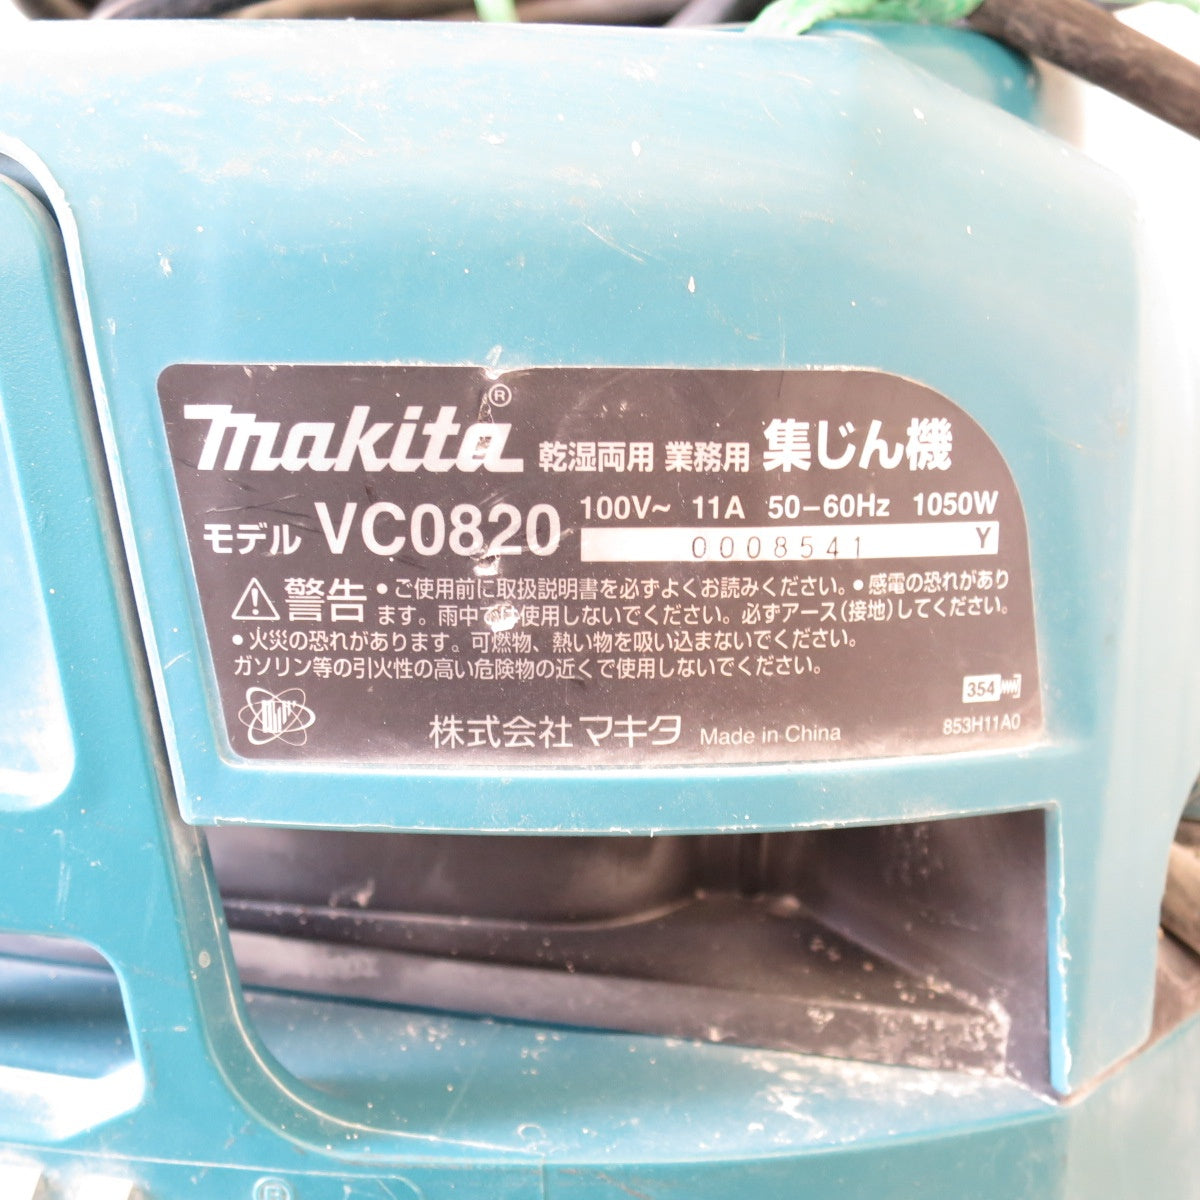 makita® 乾湿両用 業務用 集じん機
モデル VC0820 100V~ 11A 50-60Hz 1050W
0008541 Y
警告 ●ご使用前に取扱説明書を必ずよくお読みください。●感電の恐れがあり
ます。雨中では使用しないでください。必ずアース(接地)してください。
●火災の恐れがあります。可燃物、熱い物を吸い込まないでください。
ガソリン等の引火性の高い危険物の近くで使用しないでください。
354
株式会社マキタ Made in China 853H11A0